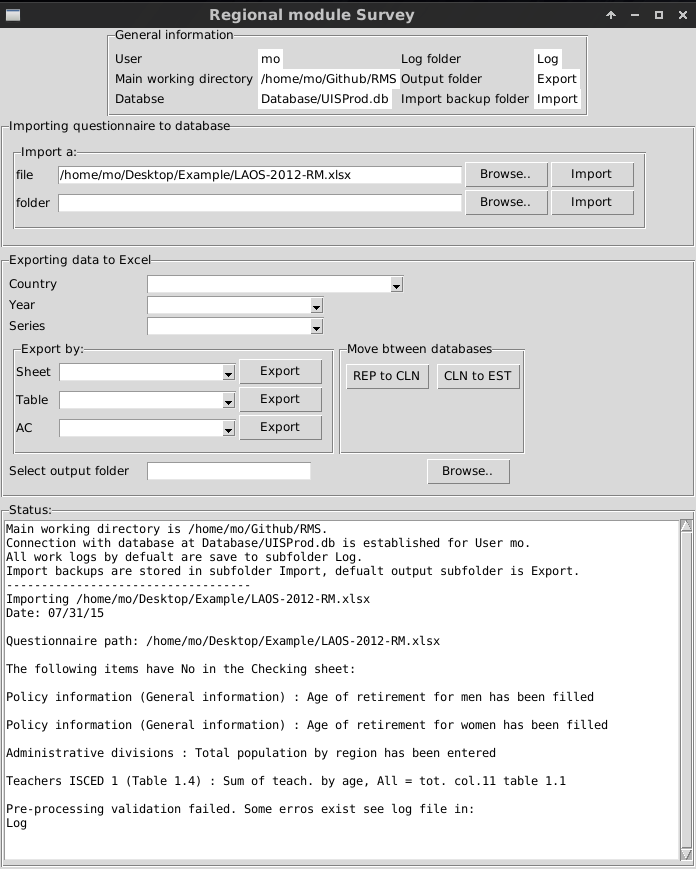 Regional module Survey
General information
User mo Log folder Log
Main working directory /home/mo/Github/RMS Output folder Export
Databse Database/UISProd.db Import backup folder Import
Importing questionnaire to database
Import a:
file /home/mo/Desktop/Example/LAOS-2012-RM.xlsx Browse.. Import
folder Browse.. Import
Exporting data to Excel
Country
Year
Series
Export by: Move btween databases
Sheet Export REP to CLN CLN to EST
Table Export
AC Export
Select output folder Browse..
Status:
Main working directory is /home/mo/Github/RMS.
Connection with database at Database/UISProd.db is established for User mo.
All work logs by defualt are save to subfolder Log.
Import backups are stored in subfolder Import, defualt output subfolder is Export.
-----------------------------------
Importing /home/mo/Desktop/Example/LAOS-2012-RM.xlsx
Date: 07/31/15
Questionnaire path: /home/mo/Desktop/Example/LAOS-2012-RM.xlsx
The following items have No in the Checking sheet:
Policy information (General information) : Age of retirement for men has been filled
Policy information (General information) : Age of retirement for women has been filled
Administrative divisions : Total population by region has been entered
Teachers ISCED 1 (Table 1.4) : Sum of teach. by age, All = tot. col.11 table 1.1
Pre-processing validation failed. Some erros exist see log file in:
Log